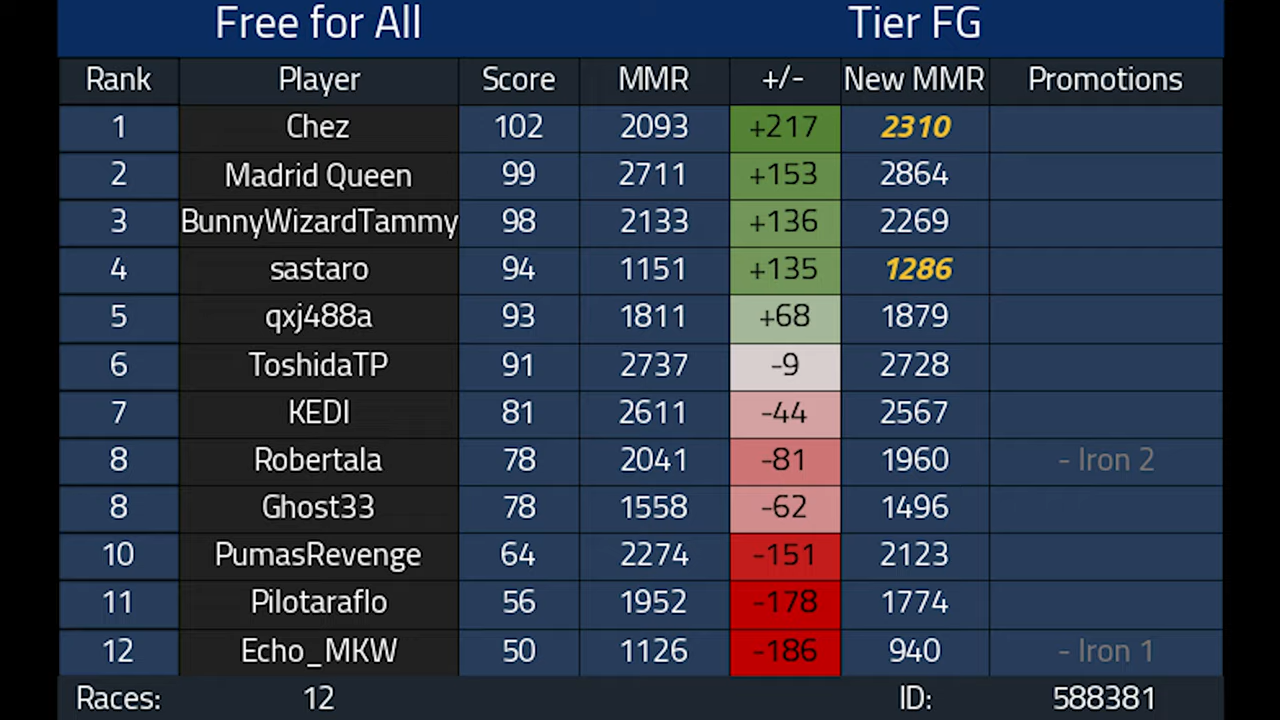 Free for All Tier FG
Rank Player Score MMR +/- New MMR Promotions
1 Chez 102 2093 +217 2310
2 Madrid Queen 99 2711 +153 2864
3 BunnyWizardTammy 98 2133 +136 2269
4 sastaro 94 1151 +135 1286
5 qxj488a 93 1811 +68 1879
6 ToshidaTP 91 2737 -9 2728
7 KEDI 81 2611 -44 2567
8 Robertala 78 2041 -81 1960 - Iron 2
8 Ghost33 78 1558 -62 1496
10 PumasRevenge 64 2274 -151 2123
11 Pilotaraflo 56 1952 -178 1774
12 Echo_MKW 50 1126 -186 940 - Iron 1
Races: 12 ID: 588381